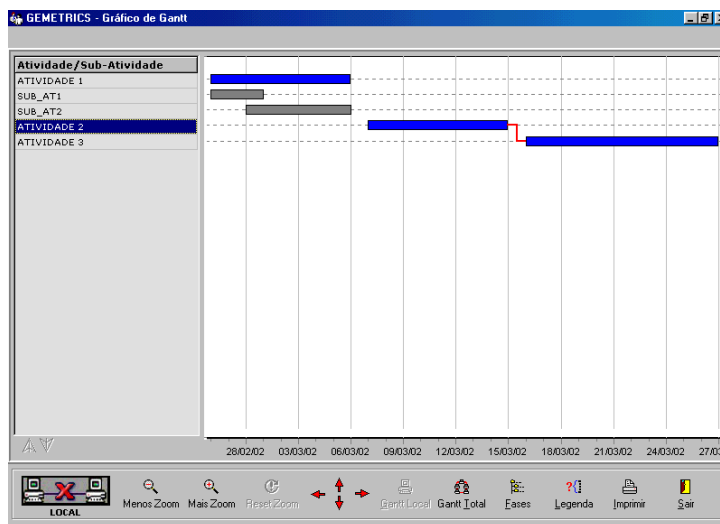 GEMETRICS - Gráfico de Gantt
Atividade/Sub-Atividade
ATIVIDADE 1
SUB_AT1
SUB_AT2
ATIVIDADE 2
ATIVIDADE 3
28/02/02 03/03/02 06/03/02 09/03/02 12/03/02 15/03/02 18/03/02 21/03/02 24/03/02 27/03
LOCAL Menos Zoom Mais Zoom Reset Zoom Gantt Local Gantt Total Fases Legenda Imprimir Sair